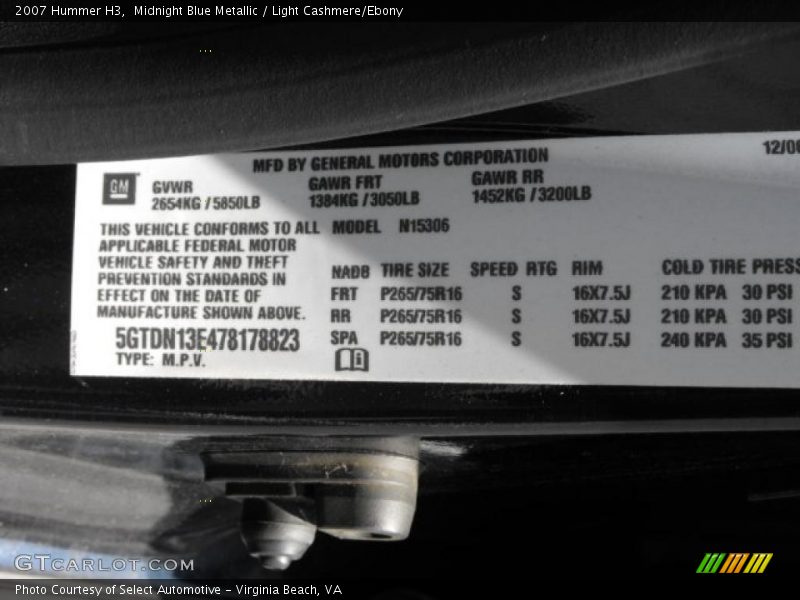 2007 Hummer H3,  Midnight Blue Metallic / Light Cashmere/Ebony
MFD BY GENERAL MOTORS CORPORATION
GM
GVWR
2654KG / 5850LB
GAWR FRT
1384KG / 3050LB
GAWR RR
1452KG / 3200LB
THIS VEHICLE CONFORMS TO ALL
APPLICABLE FEDERAL MOTOR
VEHICLE SAFETY AND THEFT
PREVENTION STANDARDS IN
EFFECT ON THE DATE OF
MANUFACTURE SHOWN ABOVE.
5GTDN13E478178823
TYPE: M.P.V.
MODEL N15306
NADB TIRE SIZE SPEED RTG RIM COLD TIRE PRESS
FRT P265/75R16 S 16X7.5J 210 KPA 30 PSI
RR P265/75R16 S 16X7.5J 210 KPA 30 PSI
SPA P265/75R16 S 16X7.5J 240 KPA 35 PSI
GTCARLOT.COM
Photo Courtesy of Select Automotive - Virginia Beach, VA